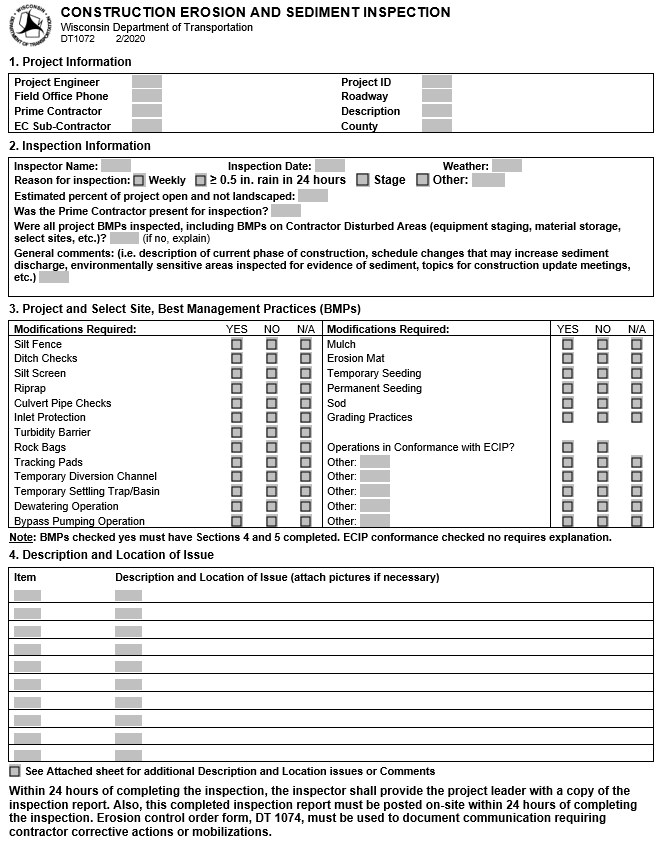 CONSTRUCTION EROSION AND SEDIMENT INSPECTION
Wisconsin Department of Transportation
DT1072 2/2020
WISCONSIN
DEPARTMENT OF TRANSPORTATION
1. Project Information
Project Engineer Project ID
Field Office Phone Roadway
Prime Contractor Description
EC Sub-Contractor County
2. Inspection Information
Inspector Name: Inspection Date: Weather:
Reason for inspection: Weekly ≥ 0.5 in. rain in 24 hours Stage Other:
Estimated percent of project open and not landscaped:
Was the Prime Contractor present for inspection?
Were all project BMPs inspected, including BMPs on Contractor Disturbed Areas (equipment staging, material storage,
select sites, etc.)? (if no, explain)
General comments: (i.e. description of current phase of construction, schedule changes that may increase sediment
discharge, environmentally sensitive areas inspected for evidence of sediment, topics for construction update meetings,
etc.)
3. Project and Select Site, Best Management Practices (BMPs)
Modifications Required: YES NO N/A Modifications Required: YES NO N/A
Silt Fence Mulch
Ditch Checks Erosion Mat
Silt Screen Temporary Seeding
Riprap Permanent Seeding
Culvert Pipe Checks Sod
Inlet Protection Grading Practices
Turbidity Barrier
Rock Bags Operations in Conformance with ECIP?
Tracking Pads Other:
Temporary Diversion Channel Other:
Temporary Settling Trap/Basin Other:
Dewatering Operation Other:
Bypass Pumping Operation Other:
Note: BMPs checked yes must have Sections 4 and 5 completed. ECIP conformance checked no requires explanation.
4. Description and Location of Issue
Item Description and Location of Issue (attach pictures if necessary)
See Attached sheet for additional Description and Location issues or Comments
Within 24 hours of completing the inspection, the inspector shall provide the project leader with a copy of the
inspection report. Also, this completed inspection report must be posted on-site within 24 hours of completing
the inspection. Erosion control order form, DT 1074, must be used to document communication requiring
contractor corrective actions or mobilizations.